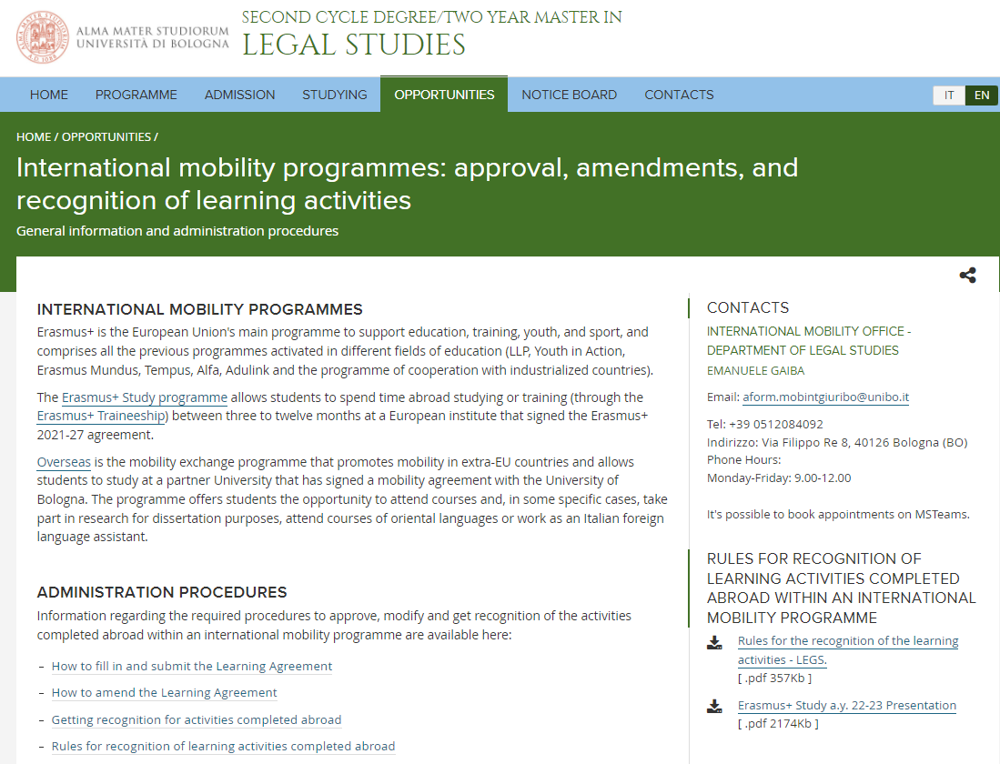 ALMA MATER STUDIORUM
UNIVERSITÀ DI BOLOGNA
SECOND CYCLE DEGREE/TWO YEAR MASTER IN
LEGAL STUDIES
HOME PROGRAMME ADMISSION STUDYING OPPORTUNITIES NOTICE BOARD CONTACTS IT EN
HOME / OPPORTUNITIES /
International mobility programmes: approval, amendments, and
recognition of learning activities
General information and administration procedures
INTERNATIONAL MOBILITY PROGRAMMES
Erasmus+ is the European Union's main programme to support education, training, youth, and sport, and
comprises all the previous programmes activated in different fields of education (LLP, Youth in Action,
Erasmus Mundus, Tempus, Alfa, Adulink and the programme of cooperation with industrialized countries).
The Erasmus+ Study programme allows students to spend time abroad studying or training (through the
Erasmus+ Traineeship) between three to twelve months at a European institute that signed the Erasmus+
2021-27 agreement.
Overseas is the mobility exchange programme that promotes mobility in extra-EU countries and allows
students to study at a partner University that has signed a mobility agreement with the University of
Bologna. The programme offers students the opportunity to attend courses and, in some specific cases, take
part in research for dissertation purposes, attend courses of oriental languages or work as an Italian foreign
language assistant.
ADMINISTRATION PROCEDURES
Information regarding the required procedures to approve, modify and get recognition of the activities
completed abroad within an international mobility programme are available here:
– How to fill in and submit the Learning Agreement
– How to amend the Learning Agreement
– Getting recognition for activities completed abroad
– Rules for recognition of learning activities completed abroad
CONTACTS
INTERNATIONAL MOBILITY OFFICE -
DEPARTMENT OF LEGAL STUDIES
EMANUELE GAIBA
Email: aform.mobintgiuribo@unibo.it
Tel: +39 0512084092
Indirizzo: Via Filippo Re 8, 40126 Bologna (BO)
Phone Hours:
Monday-Friday: 9.00-12.00
It's possible to book appointments on MSTeams.
RULES FOR RECOGNITION OF
LEARNING ACTIVITIES COMPLETED
ABROAD WITHIN AN INTERNATIONAL
MOBILITY PROGRAMME
Rules for the recognition of the learning
activities - LEGS.
[ .pdf 357Kb ]
Erasmus+ Study a.y. 22-23 Presentation
[ .pdf 2174Kb ]